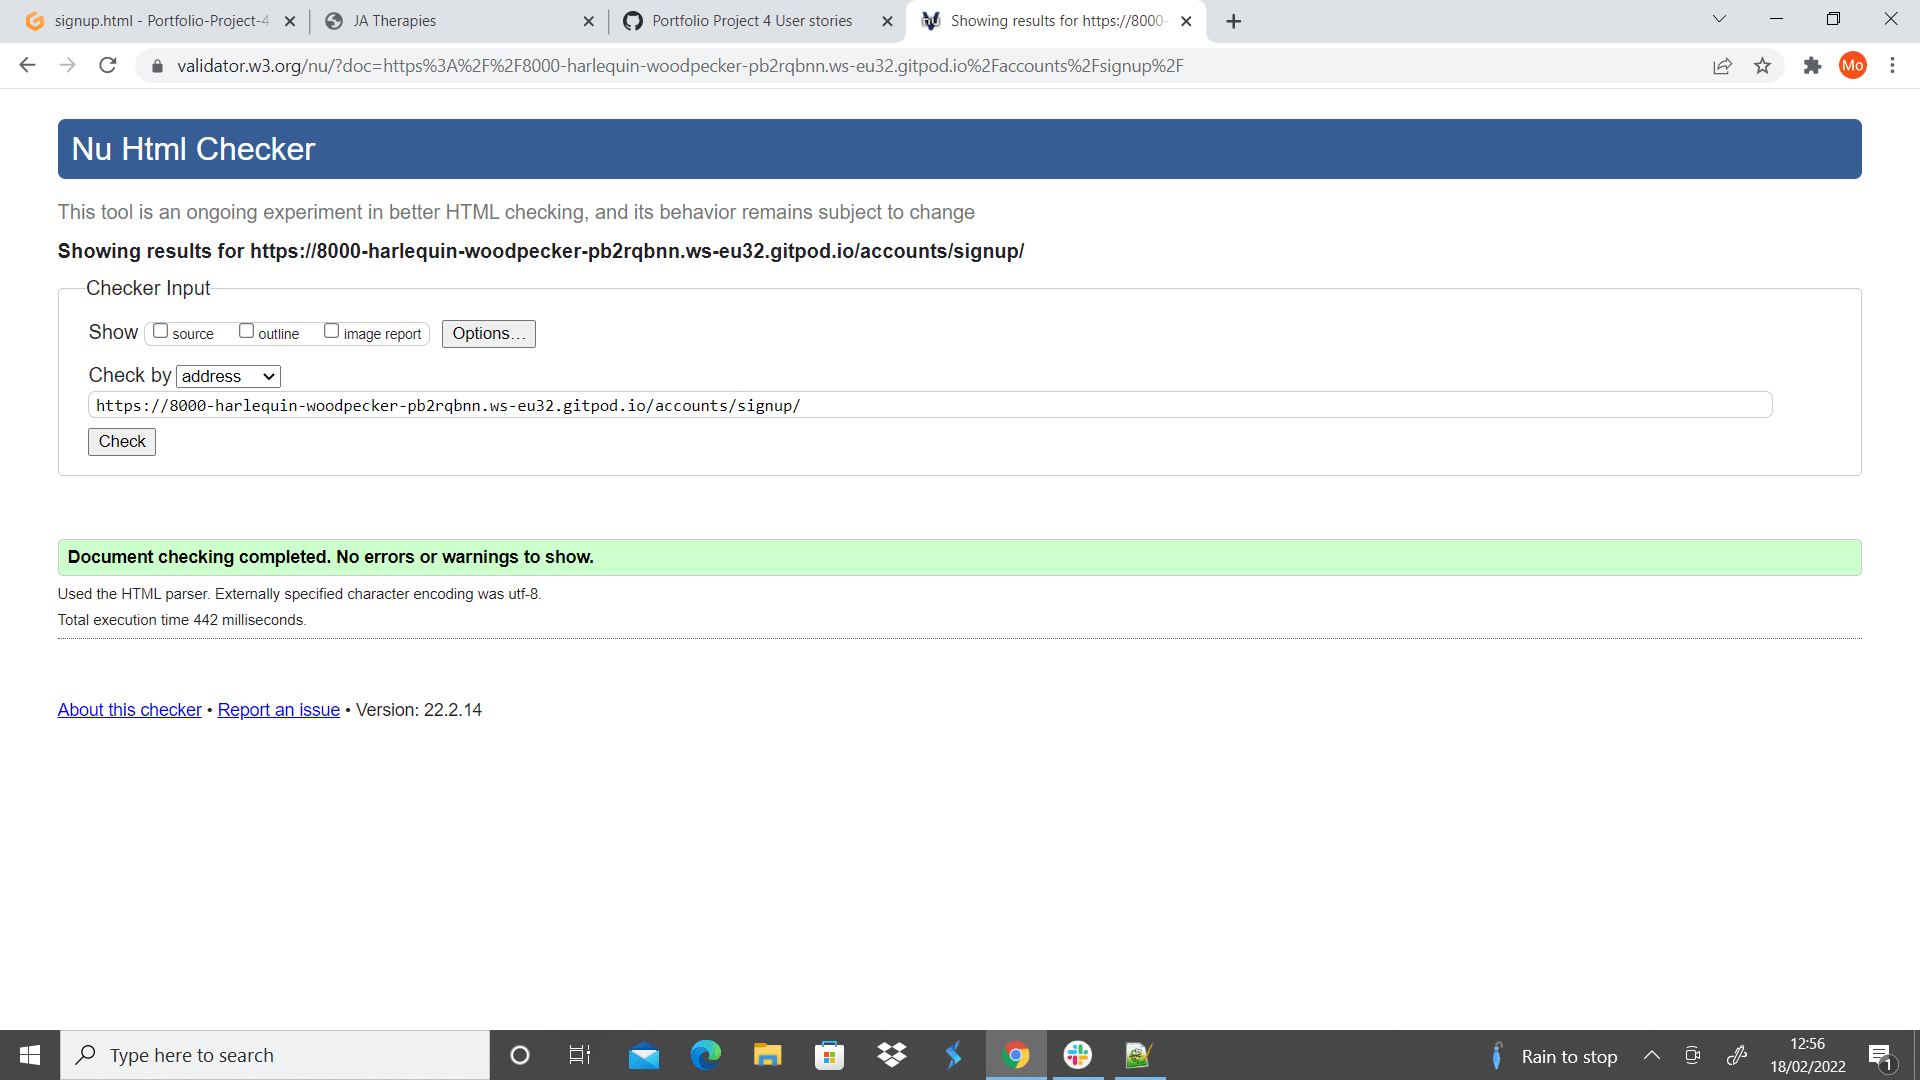 signup.html - Portfolio-Project-4
JA Therapies
Portfolio Project 4 User stories
Showing results for https://8000-
validator.w3.org/nu/?doc=https%3A%2F%2F8000-harlequin-woodpecker-pb2rqbnn.ws-eu32.gitpod.io%2Faccounts%2Fsignup%2F
Mo
Nu Html Checker
This tool is an ongoing experiment in better HTML checking, and its behavior remains subject to change
Showing results for https://8000-harlequin-woodpecker-pb2rqbnn.ws-eu32.gitpod.io/accounts/signup/
Checker Input
Show source outline image report Options...
Check by address
https://8000-harlequin-woodpecker-pb2rqbnn.ws-eu32.gitpod.io/accounts/signup/
Check
Document checking completed. No errors or warnings to show.
Used the HTML parser. Externally specified character encoding was utf-8.
Total execution time 442 milliseconds.
About this checker • Report an issue • Version: 22.2.14
Type here to search
Rain to stop
12:56
18/02/2022
1